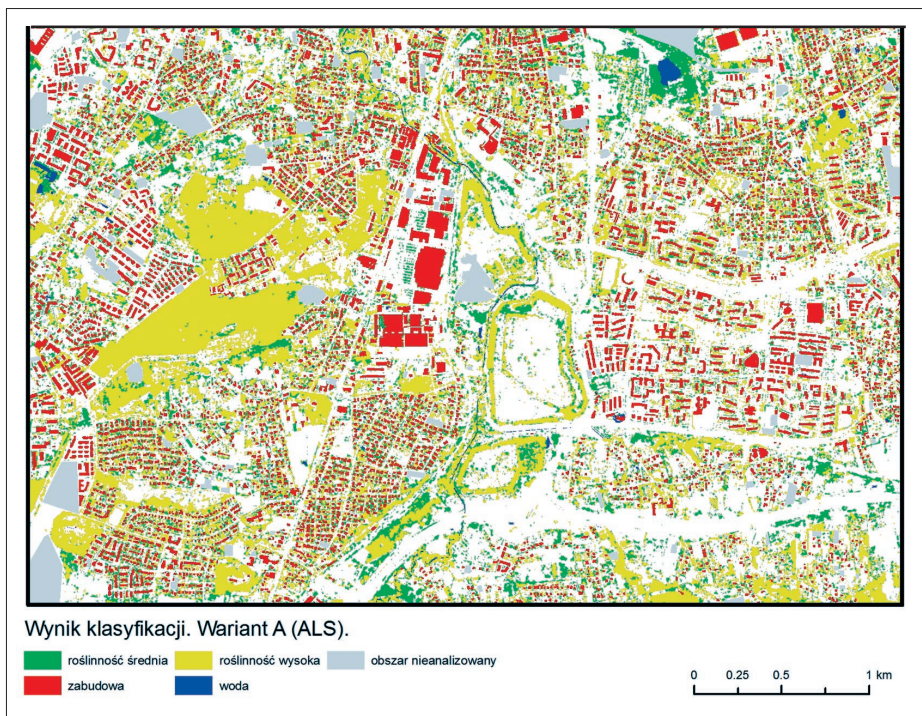 Wynik klasyfikacji. Wariant A (ALS).
roślinność średnia roślinność wysoka obszar nieanalizowany
zabudowa woda
0 0.25 0.5 1 km